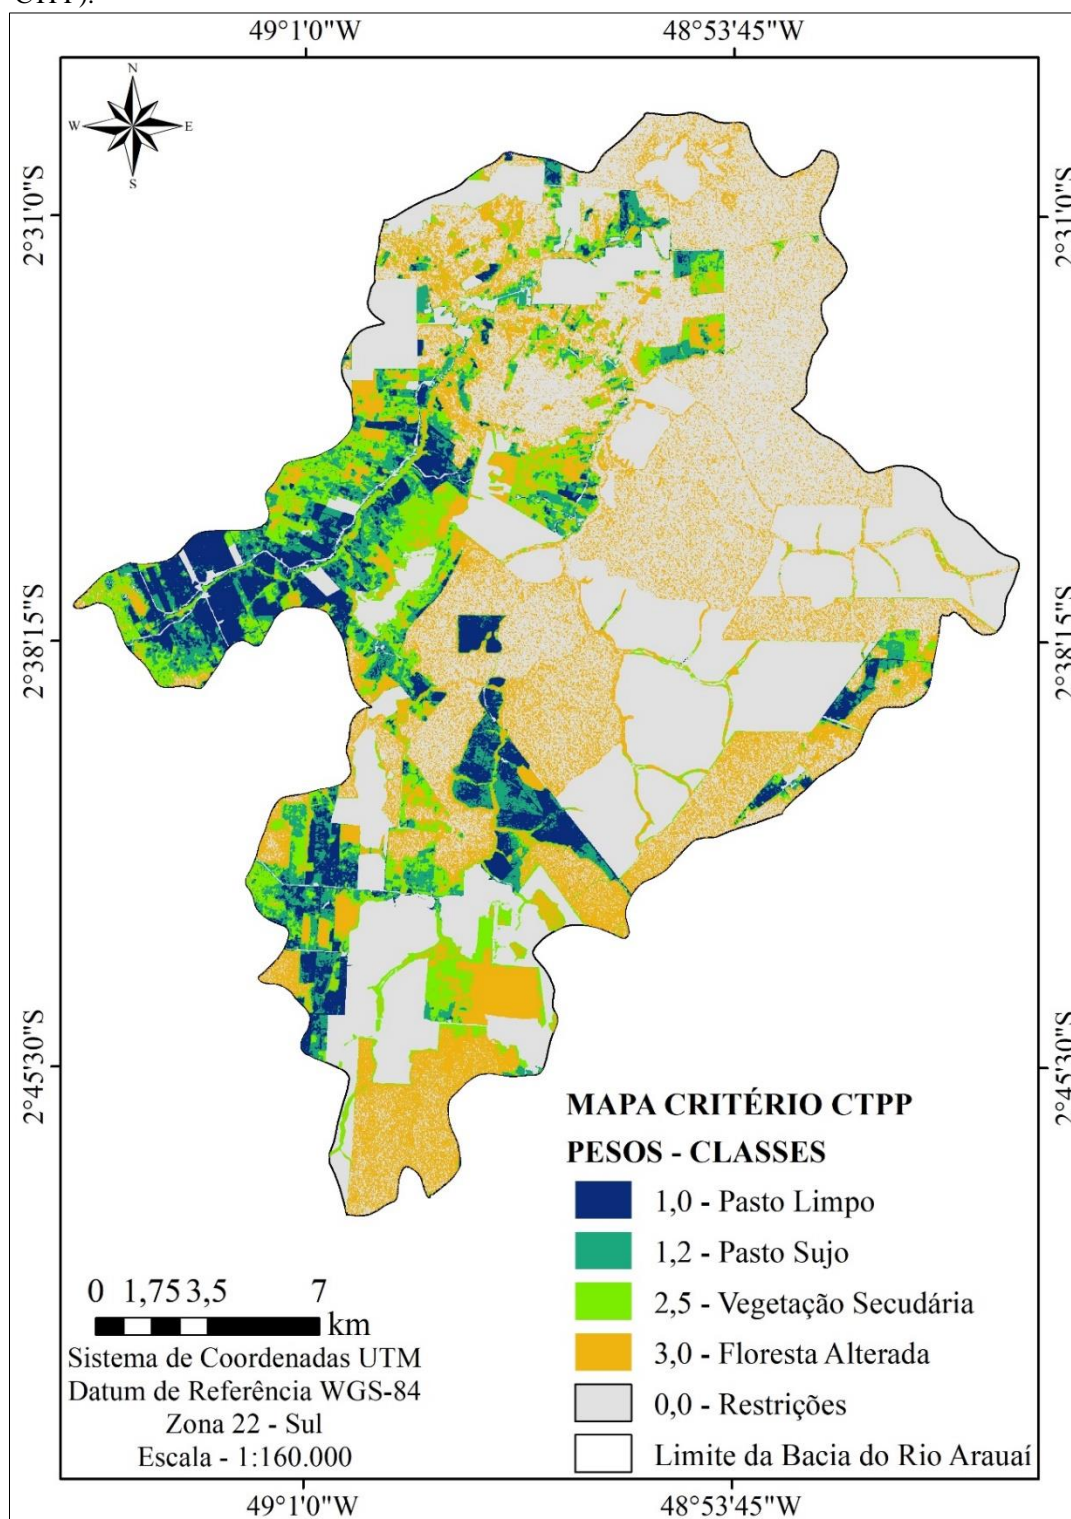 49°1'0"W 48°53'45"W
N
W E
S
2°31'0"S 2°31'0"S
2°38'15"S 2°38'15"S
2°45'30"S 2°45'30"S
MAPA CRITÉRIO CTPP
PESOS - CLASSES
1,0 - Pasto Limpo
1,2 - Pasto Sujo
2,5 - Vegetação Secudária
3,0 - Floresta Alterada
0,0 - Restrições
Limite da Bacia do Rio Arauaí
0 1,75 3,5 7
km
Sistema de Coordenadas UTM
Datum de Referência WGS-84
Zona 22 - Sul
Escala - 1:160.000
49°1'0"W 48°53'45"W